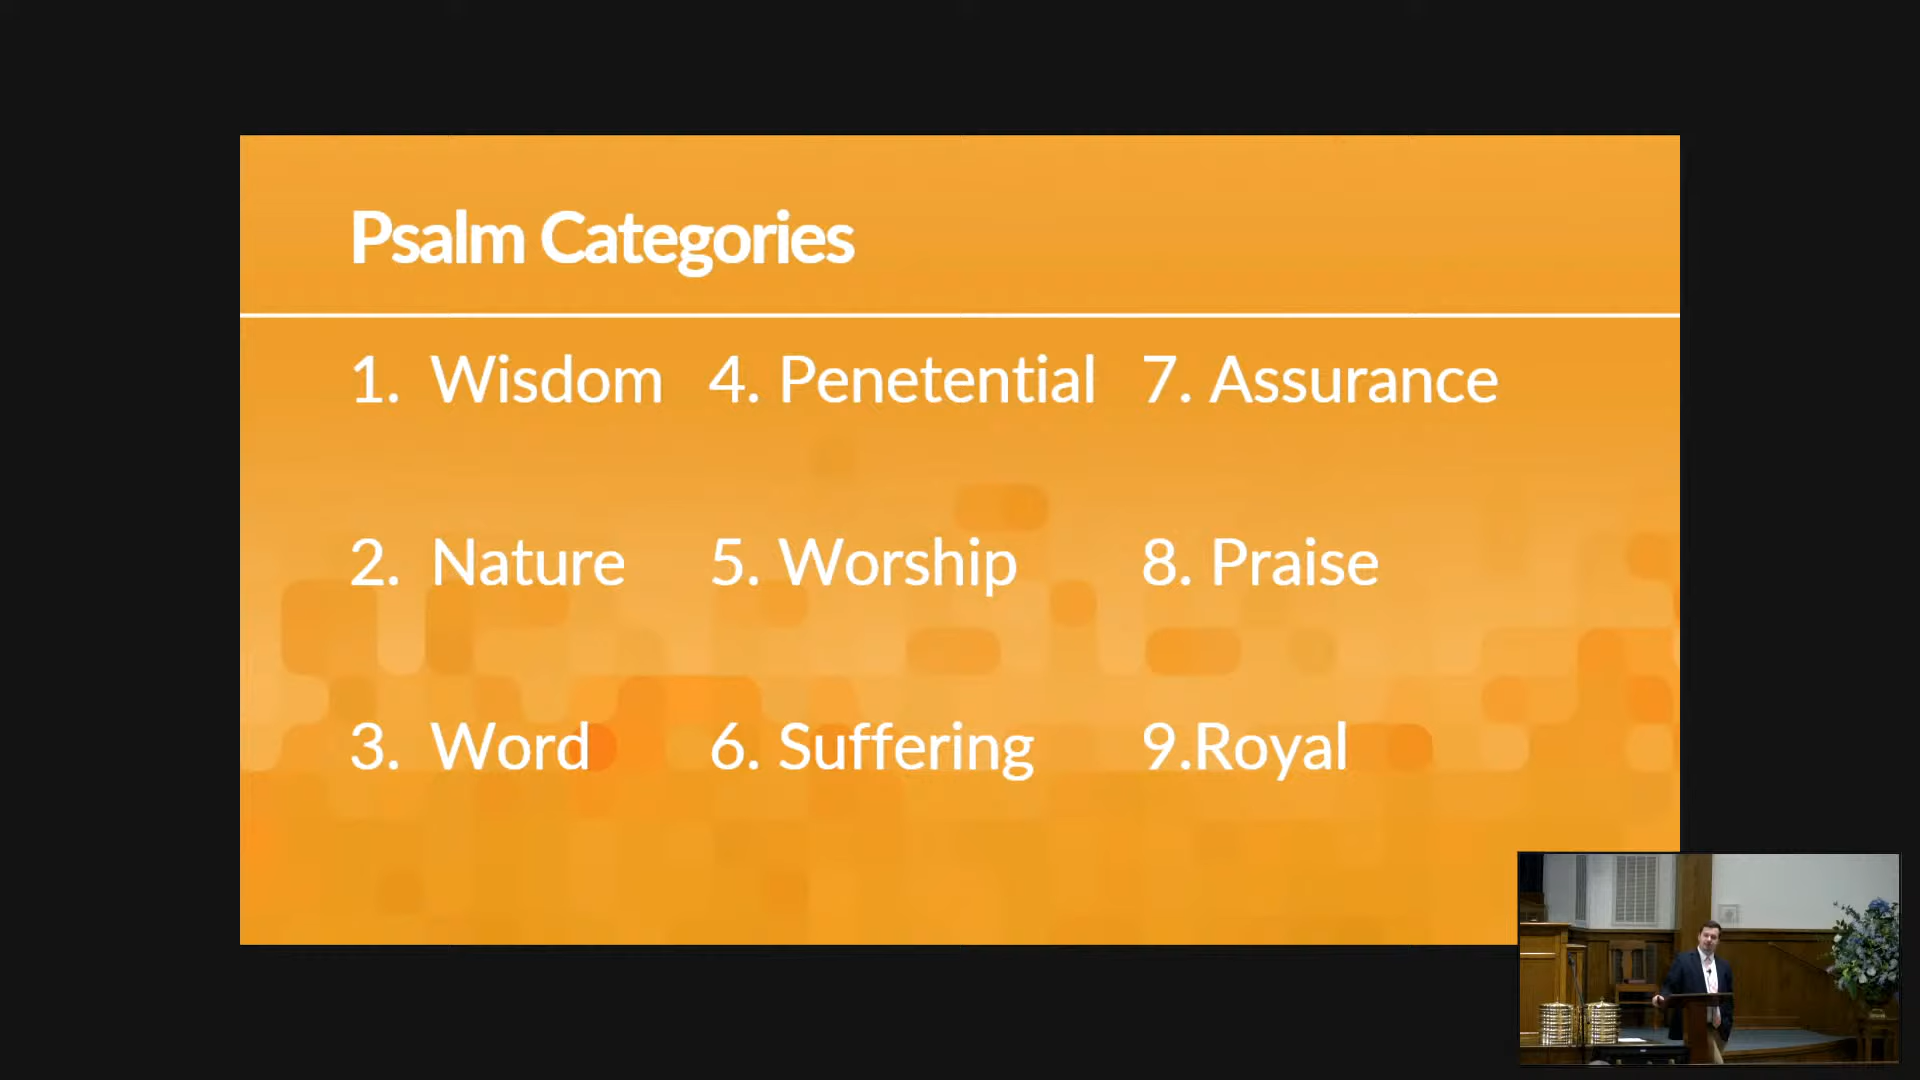 Psalm Categories
1. Wisdom
2. Nature
3. Word
4. Penetential
5. Worship
6. Suffering
7. Assurance
8. Praise
9.Royal